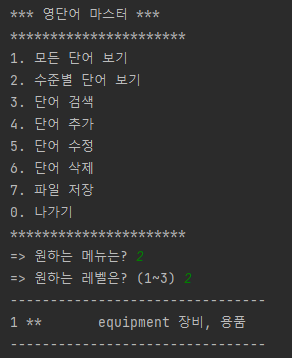 *** 영단어 마스터 ***
**********************
1. 모든 단어 보기
2. 수준별 단어 보기
3. 단어 검색
4. 단어 추가
5. 단어 수정
6. 단어 삭제
7. 파일 저장
0. 나가기
**********************
=> 원하는 메뉴는? 2
=> 원하는 레벨은? (1~3) 2
--------------------------------
1 ** equipment 장비, 용품
--------------------------------